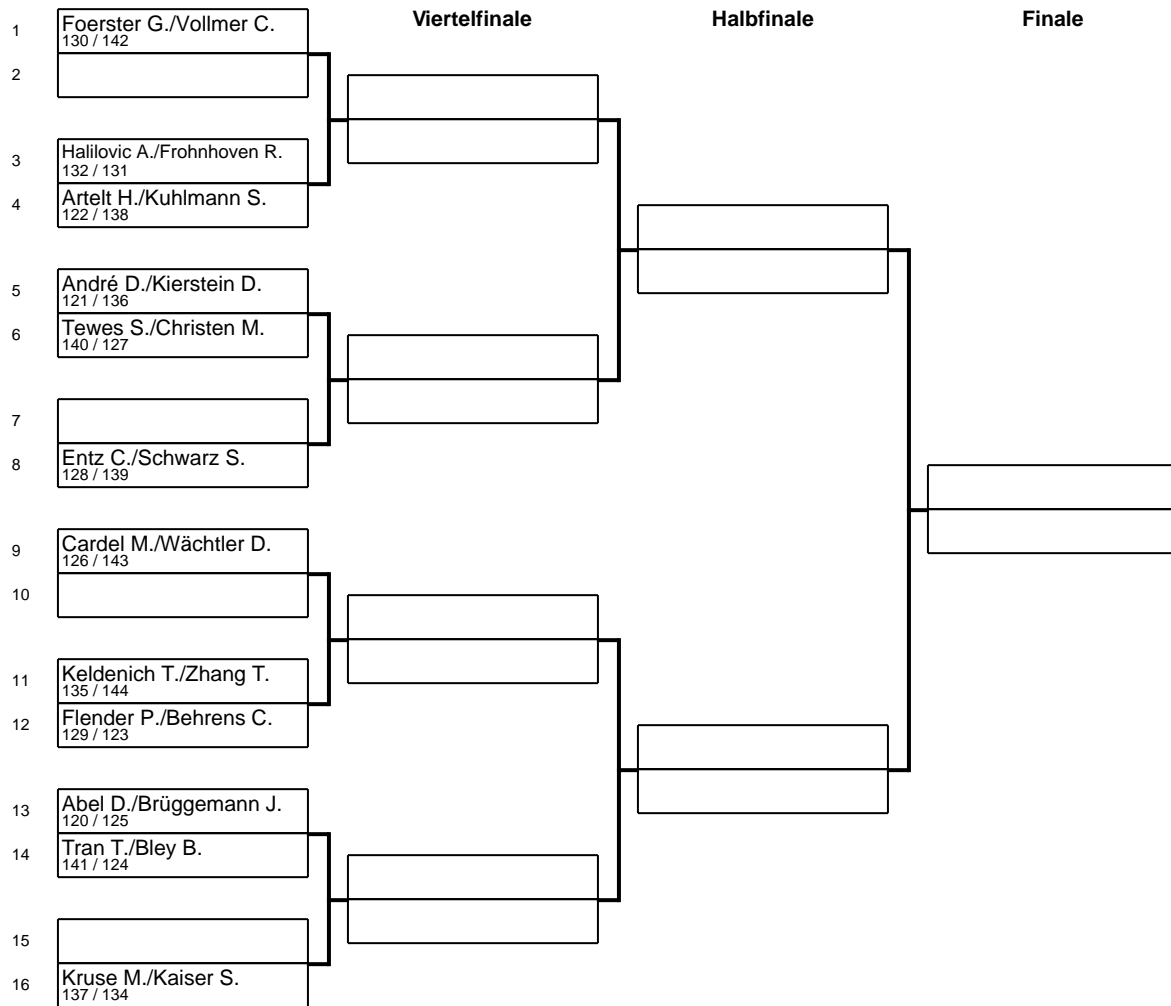 Viertelfinale Halbfinale Finale
1 Foerster G./Vollmer C.
130 / 142
2
3 Halilovic A./Frohnhoven R.
132 / 131
4 Artelt H./Kuhlmann S.
122 / 138
5 André D./Kierstein D.
121 / 136
6 Tewes S./Christen M.
140 / 127
7
8 Entz C./Schwarz S.
128 / 139
9 Cardel M./Wächtler D.
126 / 143
10
11 Keldenich T./Zhang T.
135 / 144
12 Flender P./Behrens C.
129 / 123
13 Abel D./Brüggemann J.
120 / 125
14 Tran T./Bley B.
141 / 124
15
16 Kruse M./Kaiser S.
137 / 134